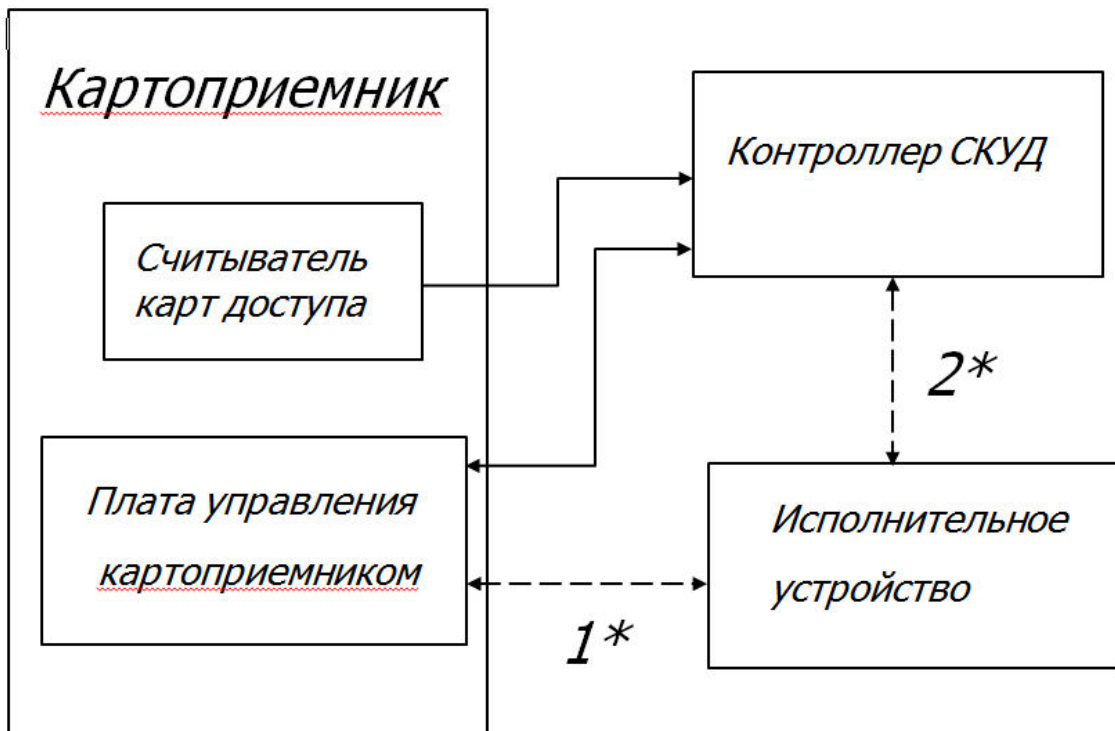 Картоприемник
Контроллер СКУД
Считыватель
карт доступа
2*
Плата управления
картоприемником
Исполнительное
устройство
1*